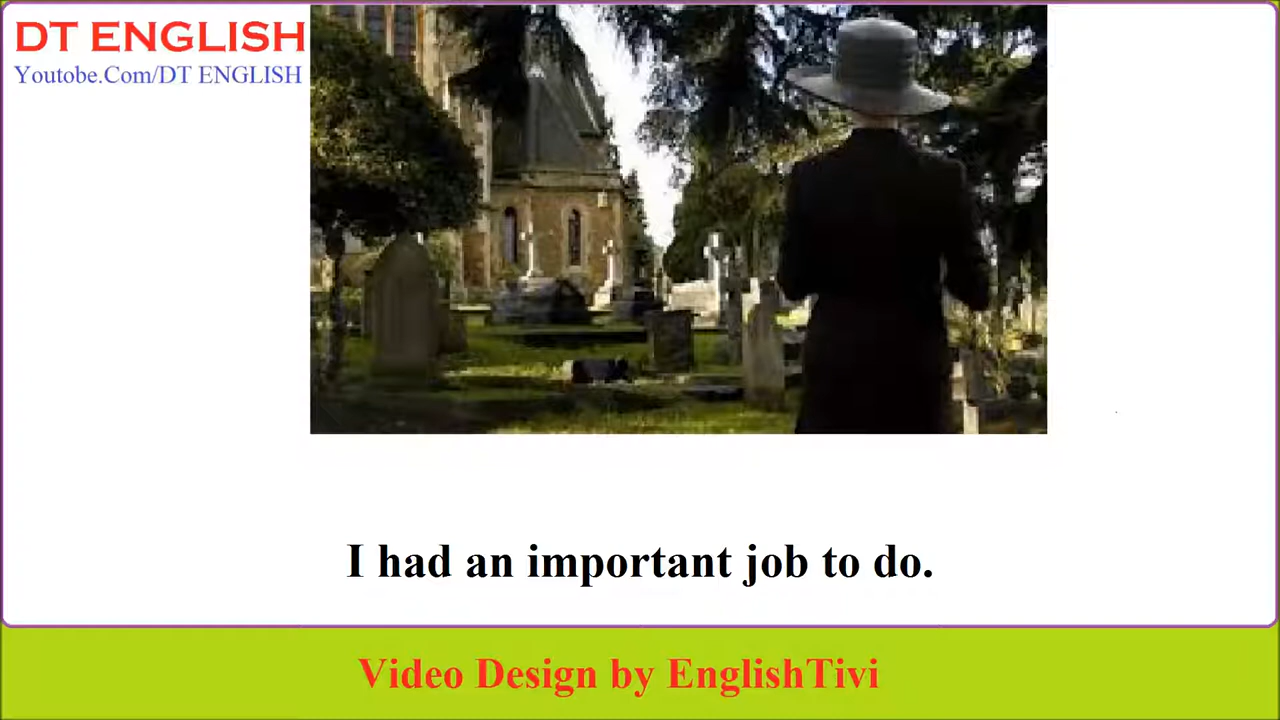 DT ENGLISH
Youtobe.Com/DT ENGLISH
I had an important job to do.
Video Design by EnglishTivi